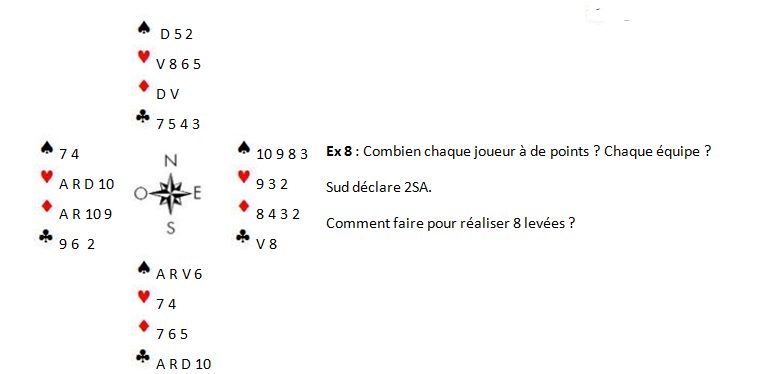 ♠ D 5 2
♥ V 8 6 5
♦ D V
♣ 7 5 4 3
♠ 7 4
♥ A R D 10
♦ A R 10 9
♣ 9 6 2
N
O E
S
♠ 10 9 8 3
♥ 9 3 2
♦ 8 4 3 2
♣ V 8
Ex 8 : Combien chaque joueur à de points ? Chaque équipe ?
Sud déclare 2SA.
Comment faire pour réaliser 8 levées ?
♠ A R V 6
♥ 7 4
♦ 7 6 5
♣ A R D 10